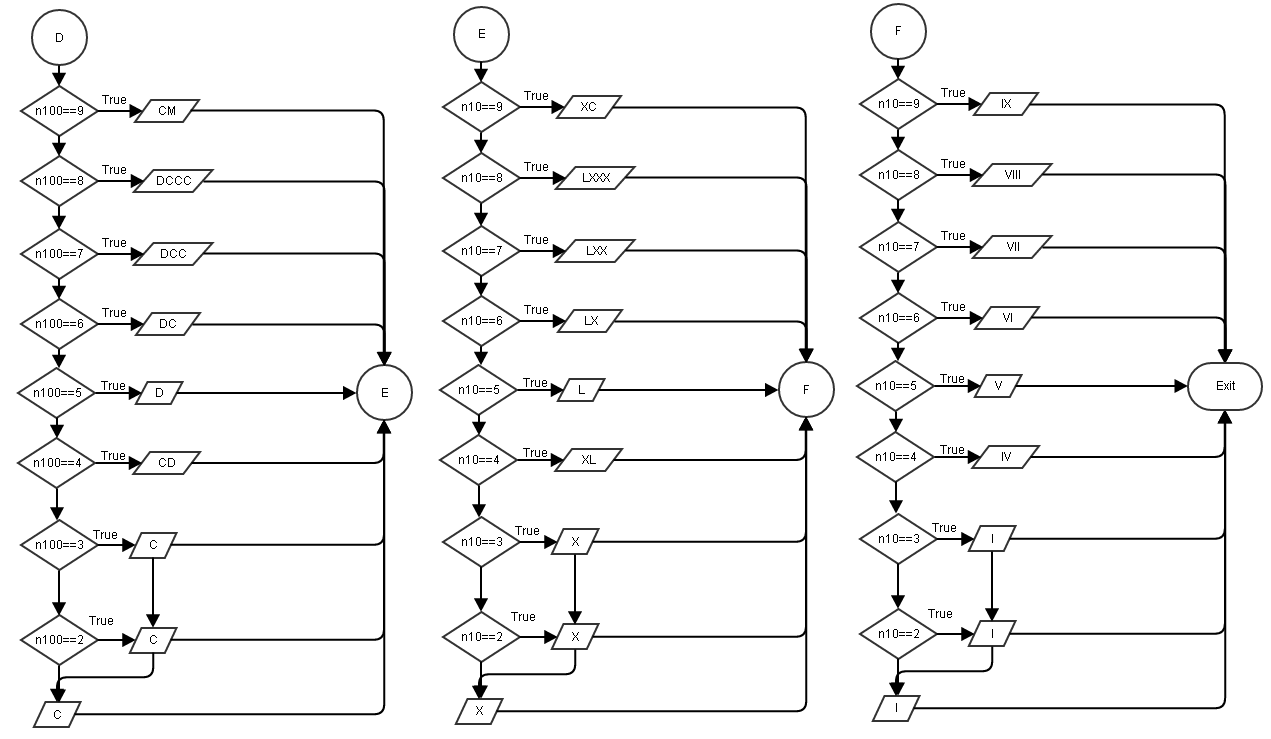 D
n100==9
True
CM
n100==8
True
DCCC
n100==7
True
DCC
n100==6
True
DC
n100==5
True
D
E
n100==4
True
CD
n100==3
True
C
n100==2
True
C
C
E
n10==9
True
XC
n10==8
True
LXXX
n10==7
True
LXX
n10==6
True
LX
n10==5
True
L
F
n10==4
True
XL
n10==3
True
X
n10==2
True
X
X
F
n10==9
True
IX
n10==8
True
VIII
n10==7
True
VII
n10==6
True
VI
n10==5
True
V
Exit
n10==4
True
IV
n10==3
True
I
n10==2
True
I
I